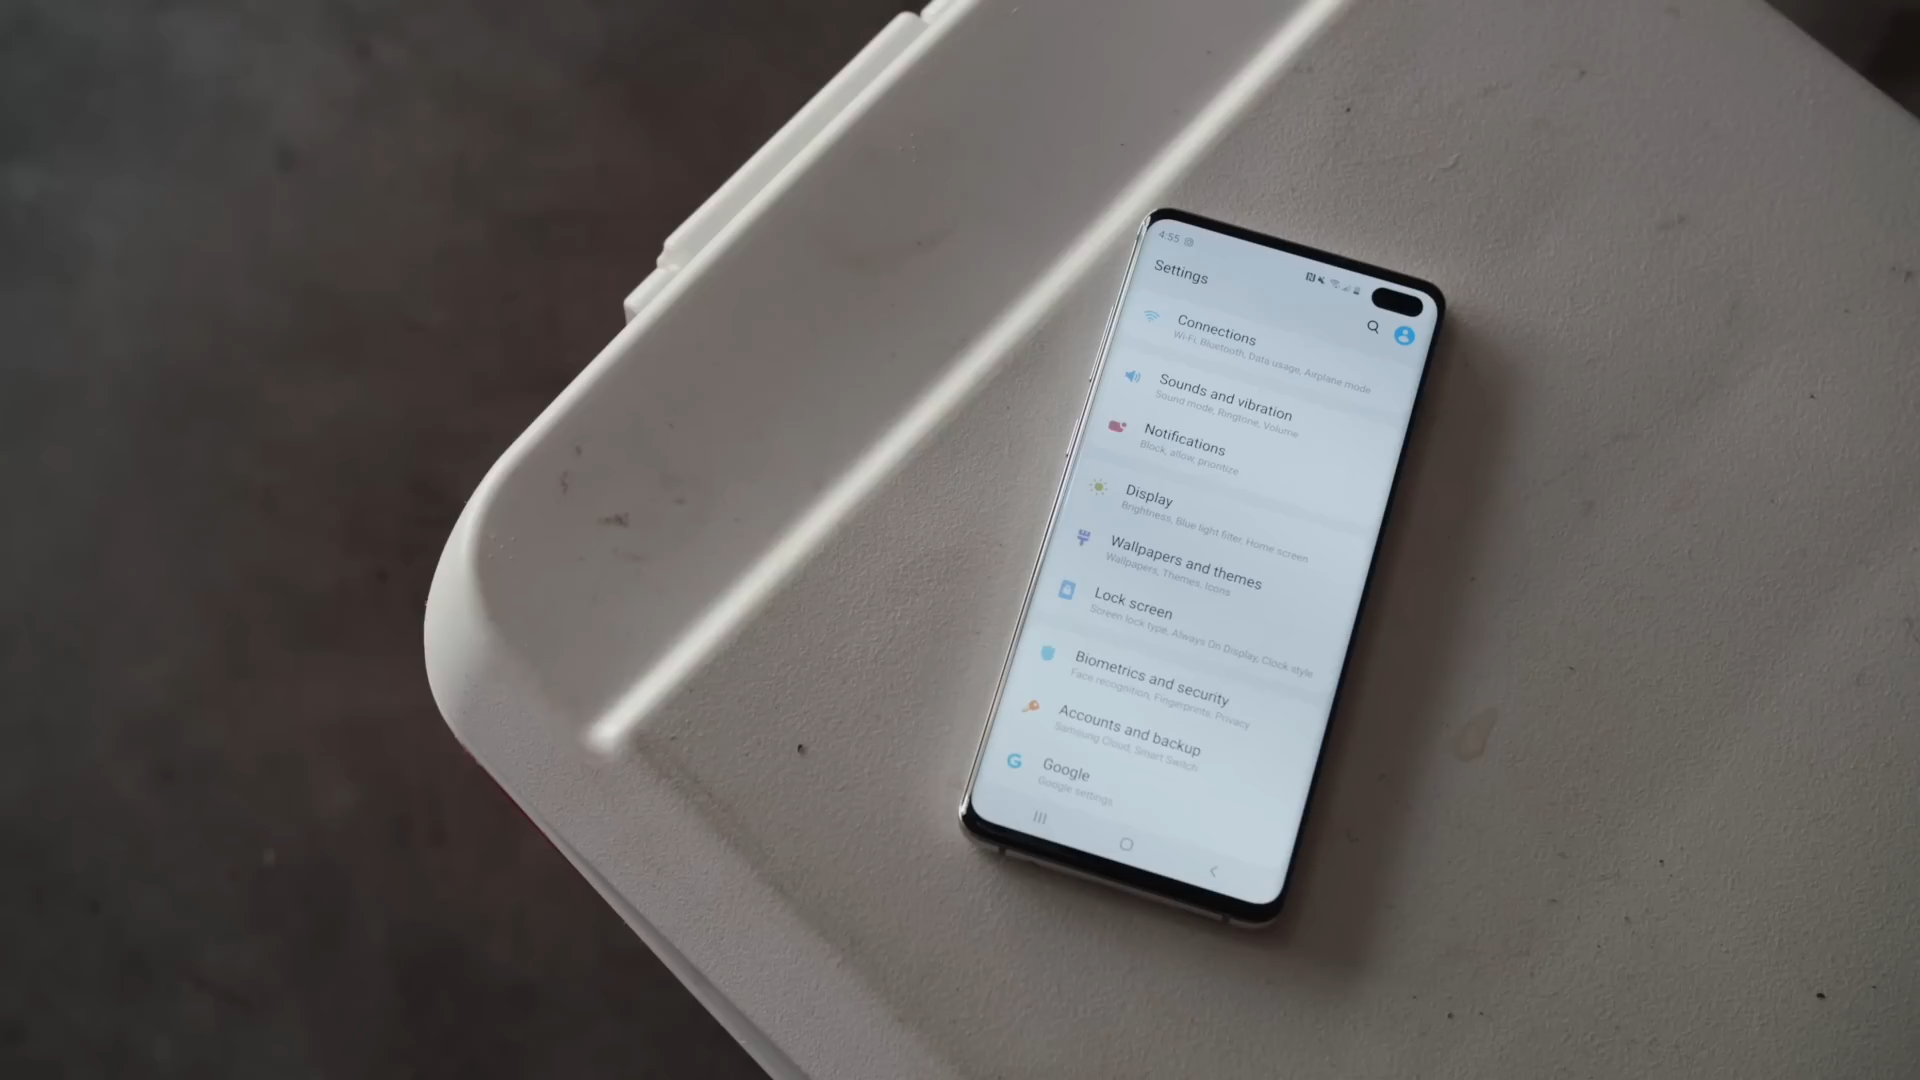 4:55
Settings
Connections
Wi-Fi, Bluetooth, Data usage, Airplane mode
Sounds and vibration
Sound mode, Ringtone, Volume
Notifications
Block, allow, prioritize
Display
Brightness, Blue light filter, Home screen
Wallpapers and themes
Wallpapers, Themes, Icons
Lock screen
Screen lock type, Always On Display, Clock style
Biometrics and security
Face recognition, Fingerprints, Privacy
Accounts and backup
Samsung Cloud, Smart Switch
Google
Google settings